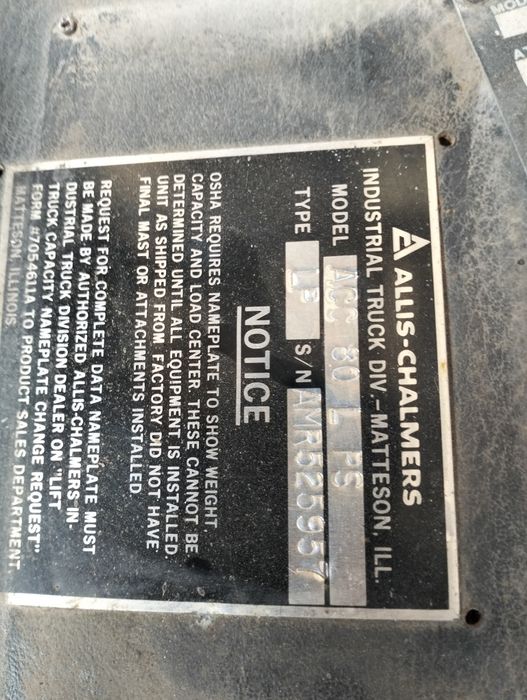 ALLIS-CHALMERS
INDUSTRIAL TRUCK DIV.-MATTESON, ILL.
MODEL ACC 80 L PS
TYPE LP S/N AMR525957
NOTICE
OSHA REQUIRES NAMEPLATE TO SHOW WEIGHT
CAPACITY AND LOAD CENTER. THESE CANNOT BE
DETERMINED UNTIL ALL EQUIPMENT IS INSTALLED.
UNIT AS SHIPPED FROM FACTORY DID NOT HAVE
FINAL MAST OR ATTACHMENTS INSTALLED.
REQUEST FOR COMPLETE DATA NAMEPLATE MUST
BE MADE BY AUTHORIZED ALLIS-CHALMERS IN-
DUSTRIAL TRUCK DIVISION DEALER ON "LIFT
TRUCK CAPACITY NAMEPLATE CHANGE REQUEST"
FORM #7054611A TO PRODUCT SALES DEPARTMENT
MATTESON, ILLINOIS